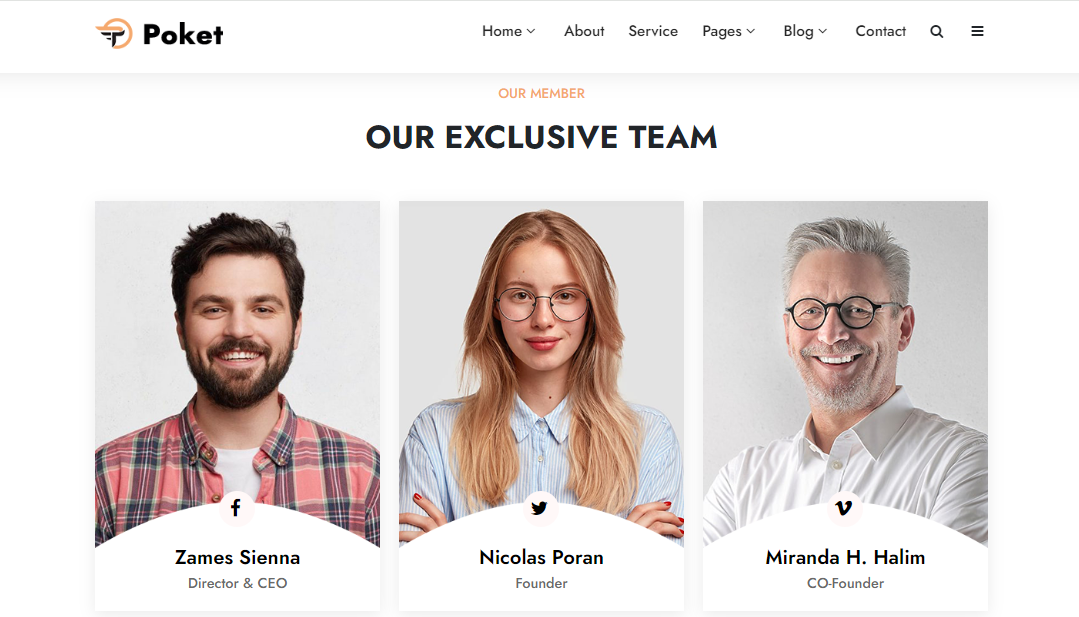 Poket
Home About Service Pages Blog Contact
OUR MEMBER
OUR EXCLUSIVE TEAM
Zames Sienna
Director & CEO
Nicolas Poran
Founder
Miranda H. Halim
CO-Founder